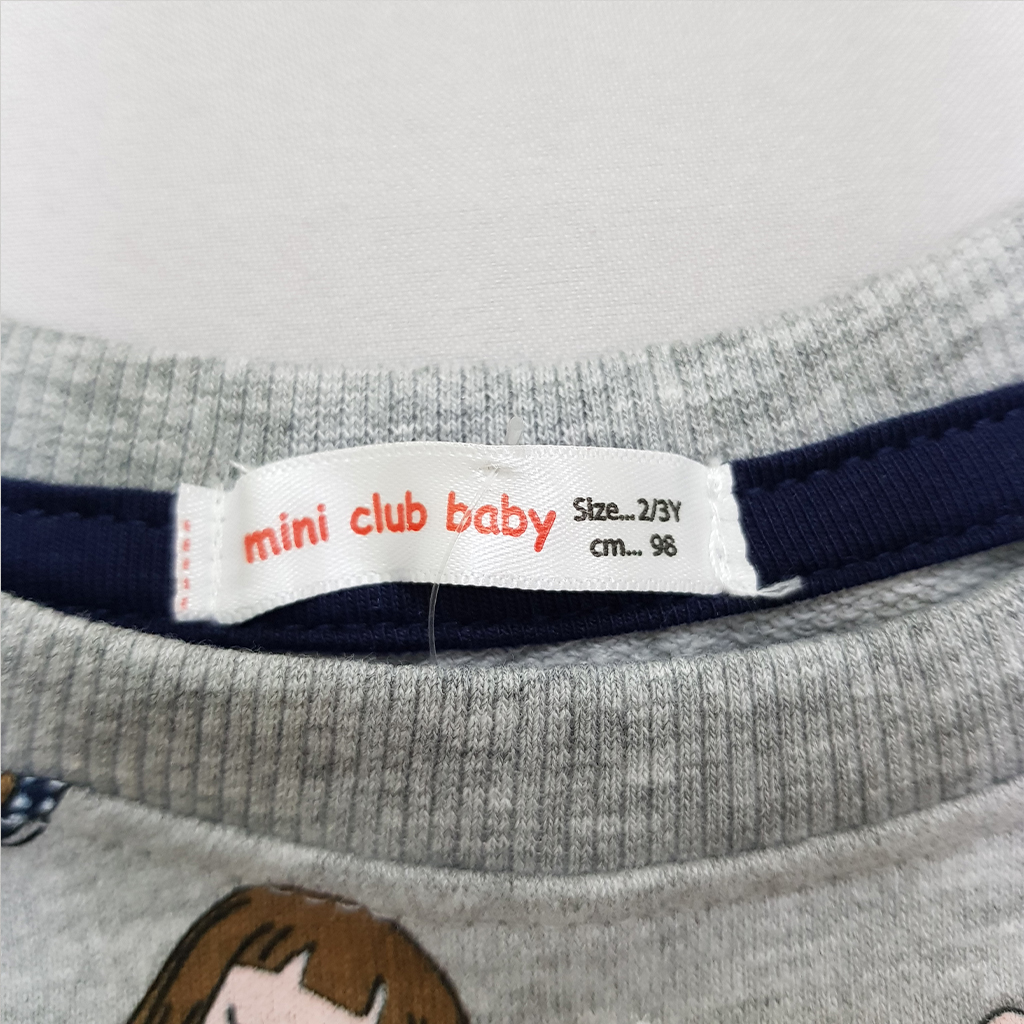 mini club baby
Size... 2/3Y
cm... 98